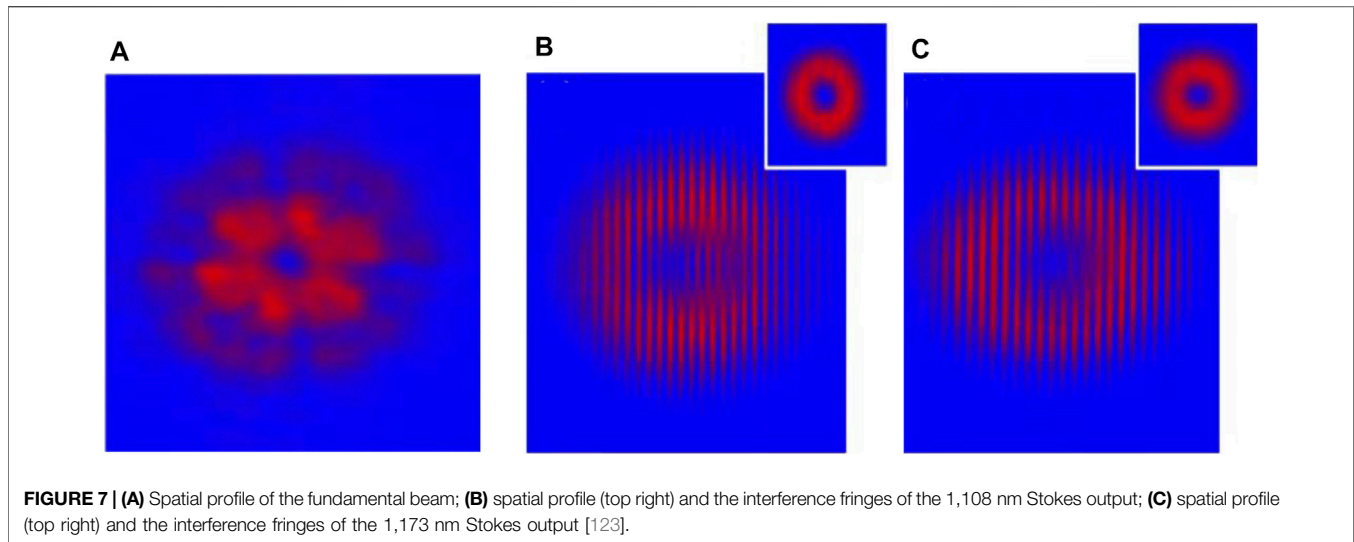 A
B
C
FIGURE 7 | (A) Spatial profile of the fundamental beam; (B) spatial profile (top right) and the interference fringes of the 1,108 nm Stokes output; (C) spatial profile
(top right) and the interference fringes of the 1,173 nm Stokes output [123].